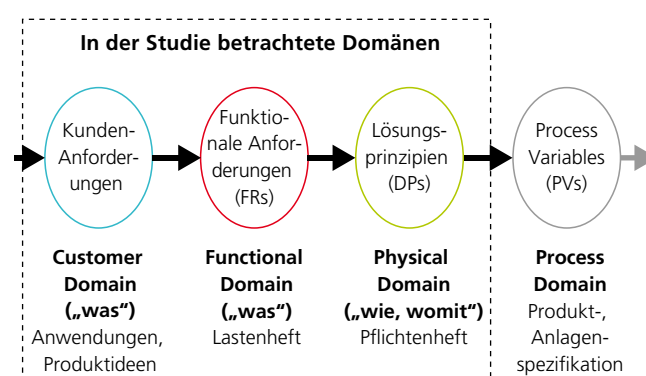 In der Studie betrachtete Domänen
Kunden-
Anforder-
ungen
Funktio-
nale Anfor-
derungen
(FRs)
Lösungs-
prinzipien
(DPs)
Process
Variables
(PVs)
Customer
Domain
(„was“)
Anwendungen,
Produktideen
Functional
Domain
(„was“)
Lastenheft
Physical
Domain
(„wie, womit“)
Pflichtenheft
Process
Domain
Produkt-,
Anlagen-
spezifikation